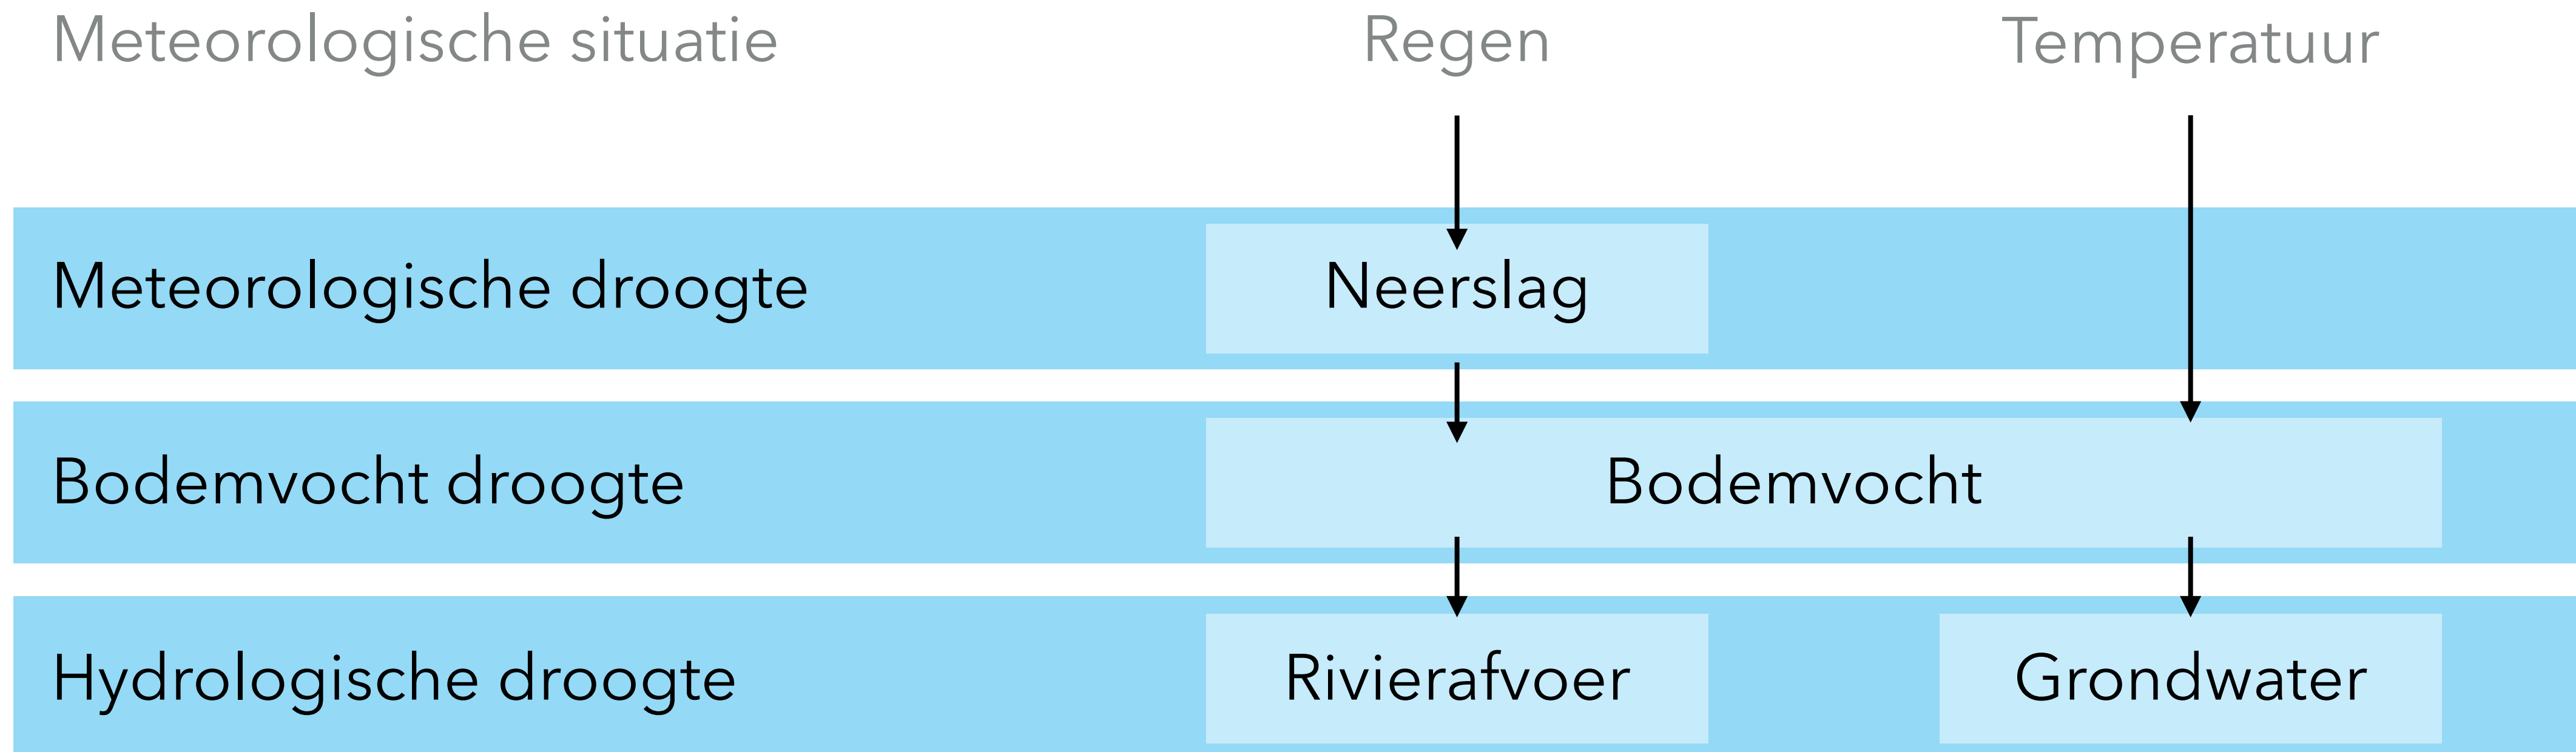 Meteorologische situatie
Regen
Temperatuur
Meteorologische droogte
Neerslag
Bodemvocht droogte
Bodemvocht
Hydrologische droogte
Rivierafvoer
Grondwater